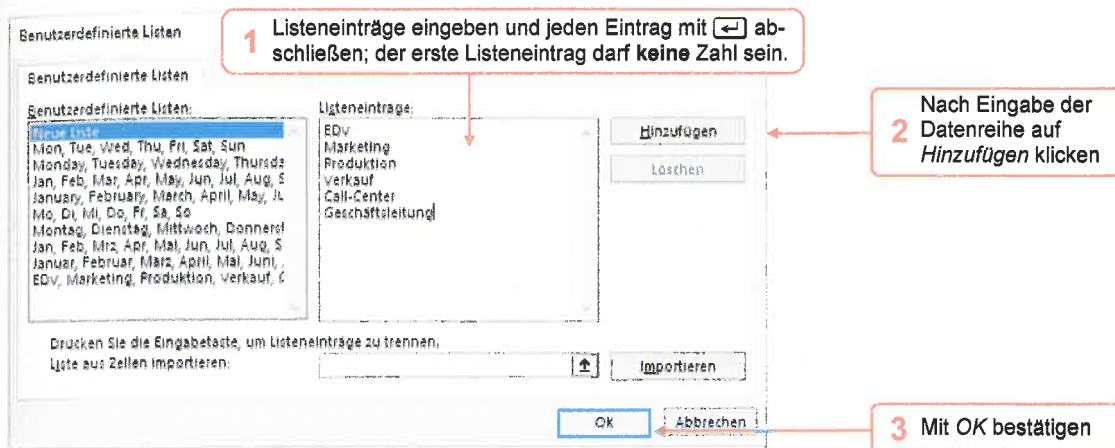 Benutzerdefinierte Listen
1 Listeneinträge eingeben und jeden Eintrag mit ab-
schließen; der erste Listeneintrag darf keine Zahl sein.
Benutzerdefinierte Listen
Benutzerdefinierte Listen:
Neue Liste
Mon, Tue, Wed, Thu, Fri, Sat, Sun
Monday, Tuesday, Wednesday, Thursda
Jan, Feb, Mar, Apr, May, Jun, Jul, Aug, S
January, February, March, April, May, Ju
Mo, Di, Mi, Do, Fr, Sa, So
Montag, Dienstag, Mittwoch, Donnerst
Jan, Feb, Mrz, Apr, Mai, Jun, Jul, Aug, S
Januar, Februar, März, April, Mai, Juni, .
EDV, Marketing, Produktion, Verkauf, C
Listeneinträge:
EDV
Marketing
Produktion
Verkauf
Call-Center
Geschäftsleitung
Hinzufügen
Löschen
2 Nach Eingabe der
Datenreihe auf
Hinzufügen klicken
Drücken Sie die Eingabetaste, um Listeneinträge zu trennen.
Liste aus Zellen importieren:
Importieren
OK
Abbrechen
3 Mit OK bestätigen